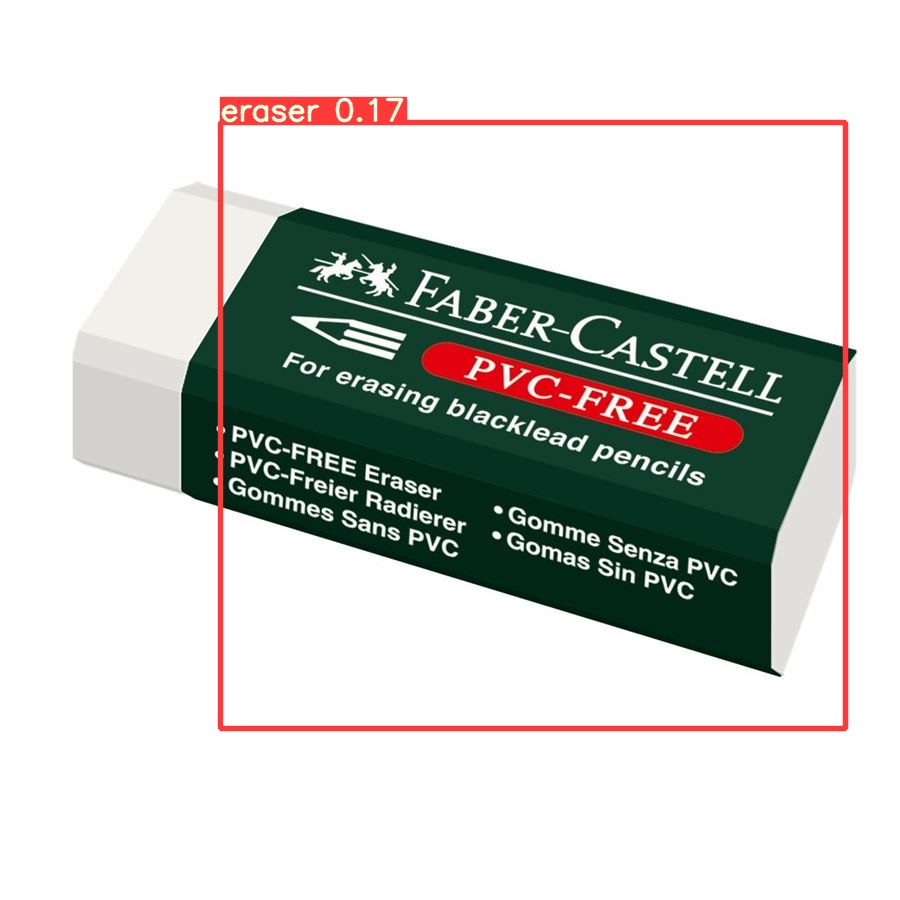 eraser 0.17
FABER-CASTELL
PVC-FREE
For erasing blacklead pencils
• PVC-FREE Eraser
• PVC-Freier Radierer
• Gommes Sans PVC
• Gomme Senza PVC
• Gomas Sin PVC